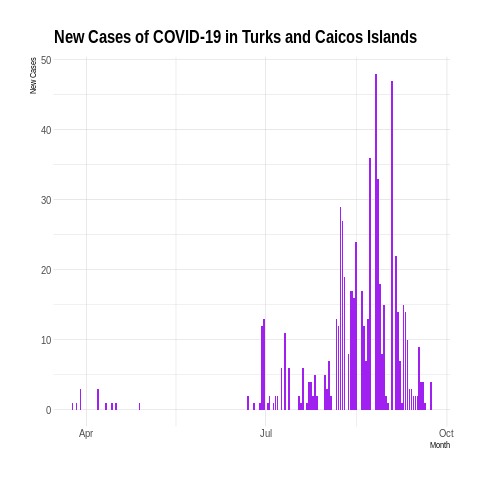 New Cases of COVID-19 in Turks and Caicos Islands
New Cases
50
40
30
20
10
0
Apr
Jul
Oct
Month